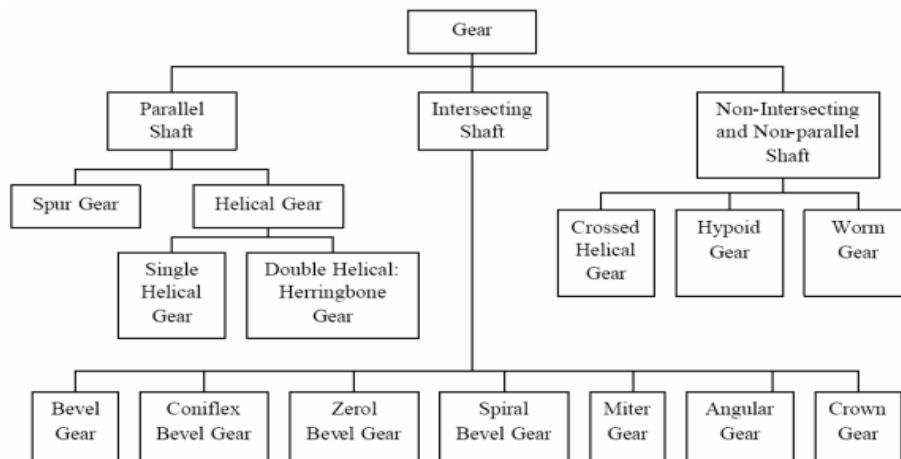 Gear
Parallel
Shaft
Intersecting
Shaft
Non-Intersecting
and Non-parallel
Shaft
Spur Gear
Helical Gear
Crossed
Helical
Gear
Hypoid
Gear
Worm
Gear
Single
Helical
Gear
Double Helical:
Herringbone
Gear
Bevel
Gear
Coniflex
Bevel Gear
Zerol
Bevel Gear
Spiral
Bevel Gear
Miter
Gear
Angular
Gear
Crown
Gear